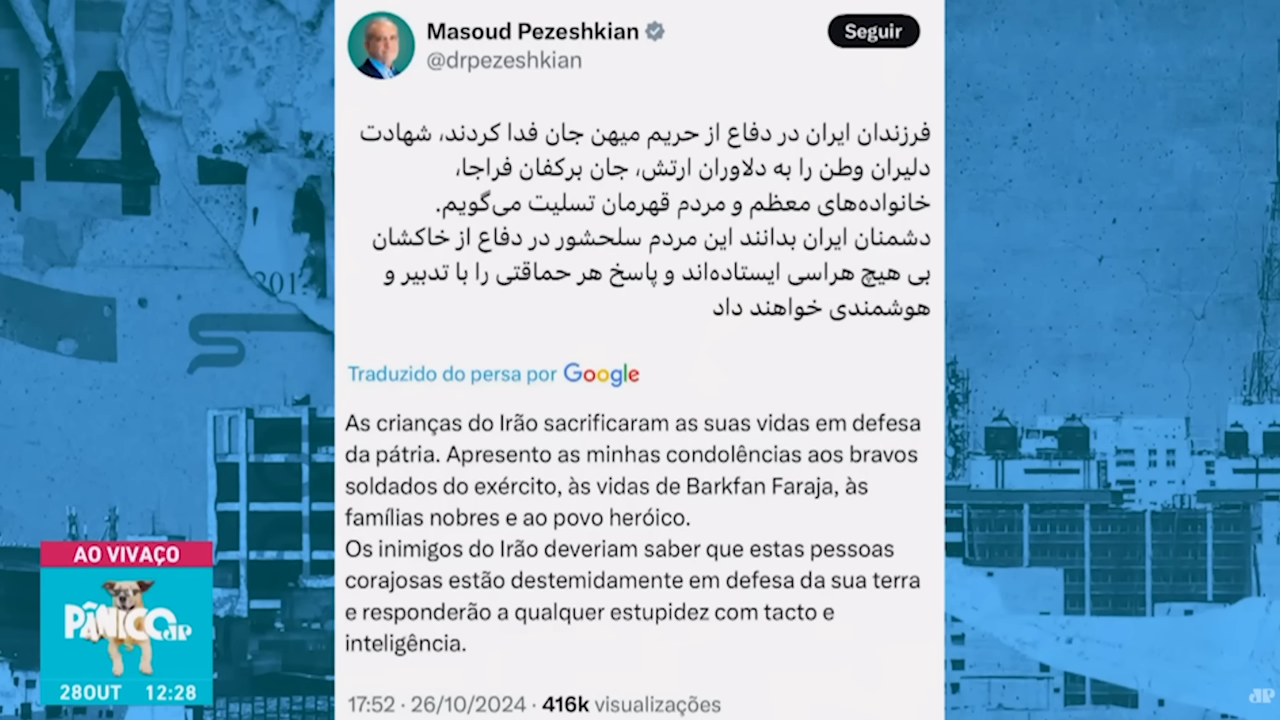 Masoud Pezeshkian
@drpezeshkian
Seguir
فرزندان ایران در دفاع از حریم میهن جان فدا کردند، شهادت
دلیران وطن را به دلاوران ارتش، جان برکفان فراجا،
خانواده‌های معظم و مردم قهرمان تسلیت می‌گویم.
دشمنان ایران بدانند این مردم سلحشور در دفاع از خاکشان
بی هیچ هراسی ایستاده‌اند و پاسخ هر حماقتی را با تدبیر و
هوشمندی خواهند داد
Traduzido do persa por Google
As crianças do Irão sacrificaram as suas vidas em defesa
da pátria. Apresento as minhas condolências aos bravos
soldados do exército, às vidas de Barkfan Faraja, às
famílias nobres e ao povo heróico.
Os inimigos do Irão deveriam saber que estas pessoas
corajosas estão destemidamente em defesa da sua terra
e responderão a qualquer estupidez com tacto e
inteligência.
17:52 · 26/10/2024 · 416k visualizações
AO VIVAÇO
PÂNICO JP
28OUT 12:28
JP